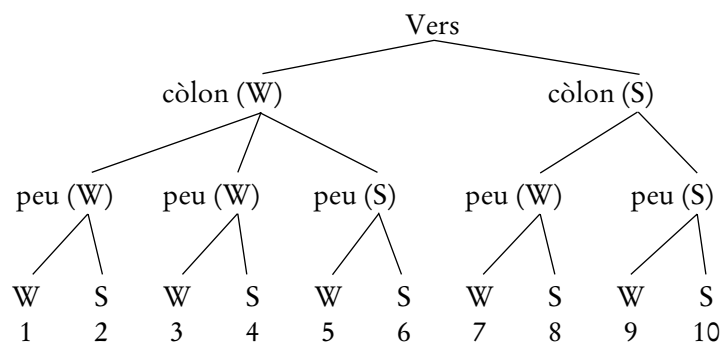 Vers
còlon (W) còlon (S)
peu (W) peu (W) peu (S) peu (W) peu (S)
W S W S W S W S W S
1 2 3 4 5 6 7 8 9 10